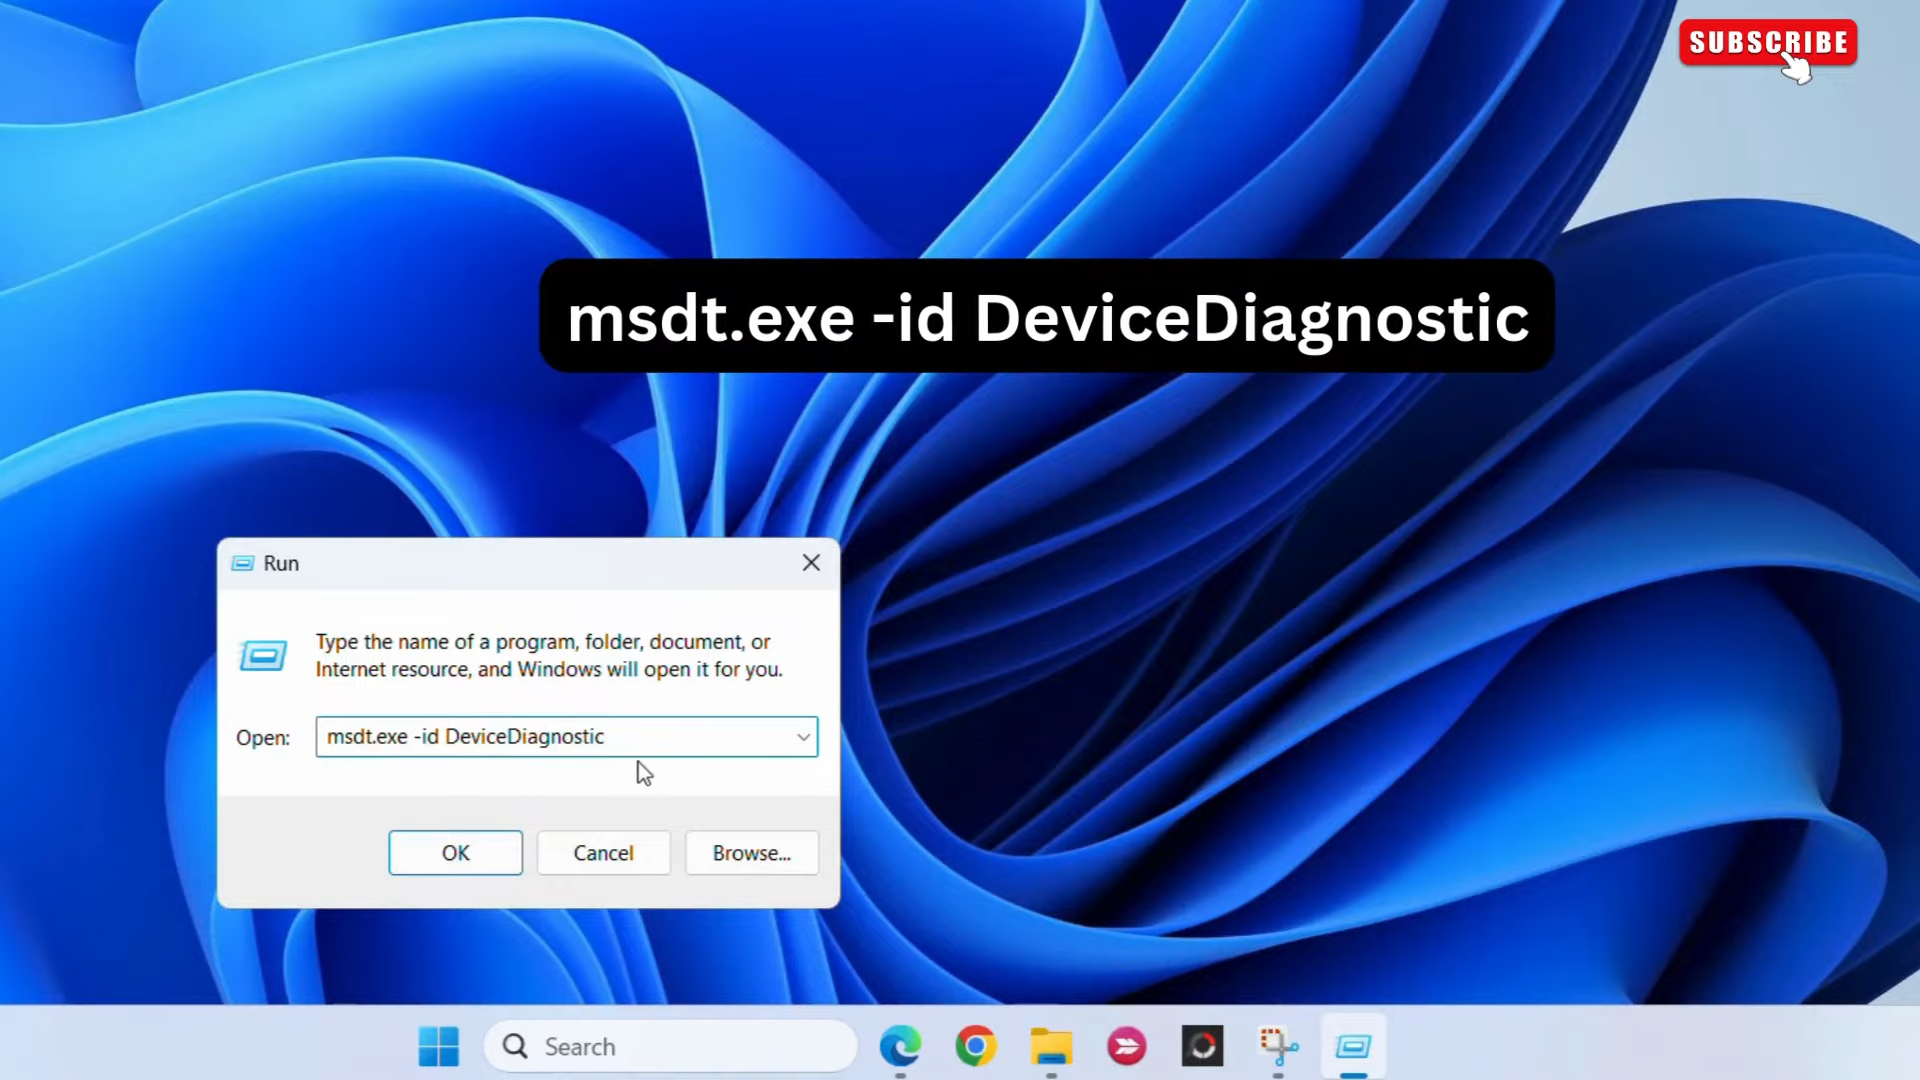 SUBSCRIBE
msdt.exe -id DeviceDiagnostic
Run
Type the name of a program, folder, document, or
Internet resource, and Windows will open it for you.
Open: msdt.exe -id DeviceDiagnostic
OK Cancel Browse...
Search